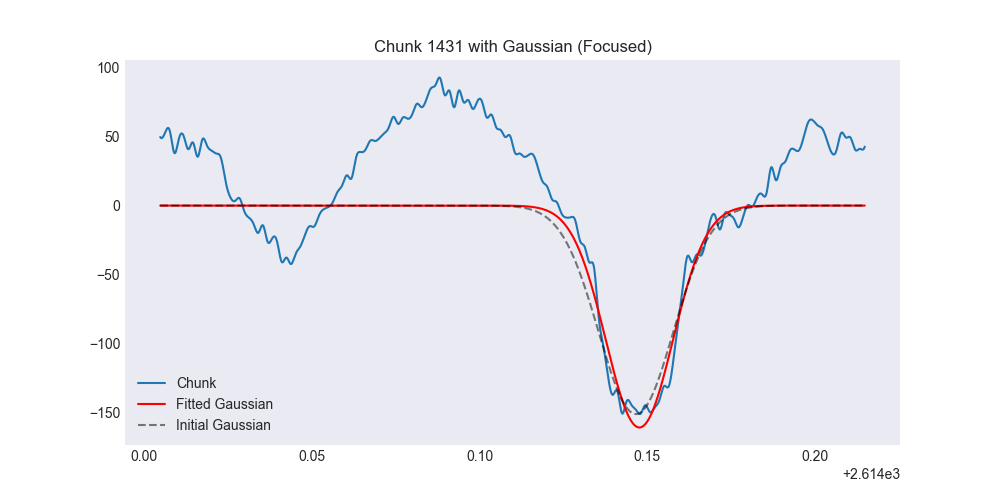 Chunk 1431 with Gaussian (Focused)
100
50
0
−50
−100
−150
Chunk
Fitted Gaussian
Initial Gaussian
0.00 0.05 0.10 0.15 0.20
+2.614e3